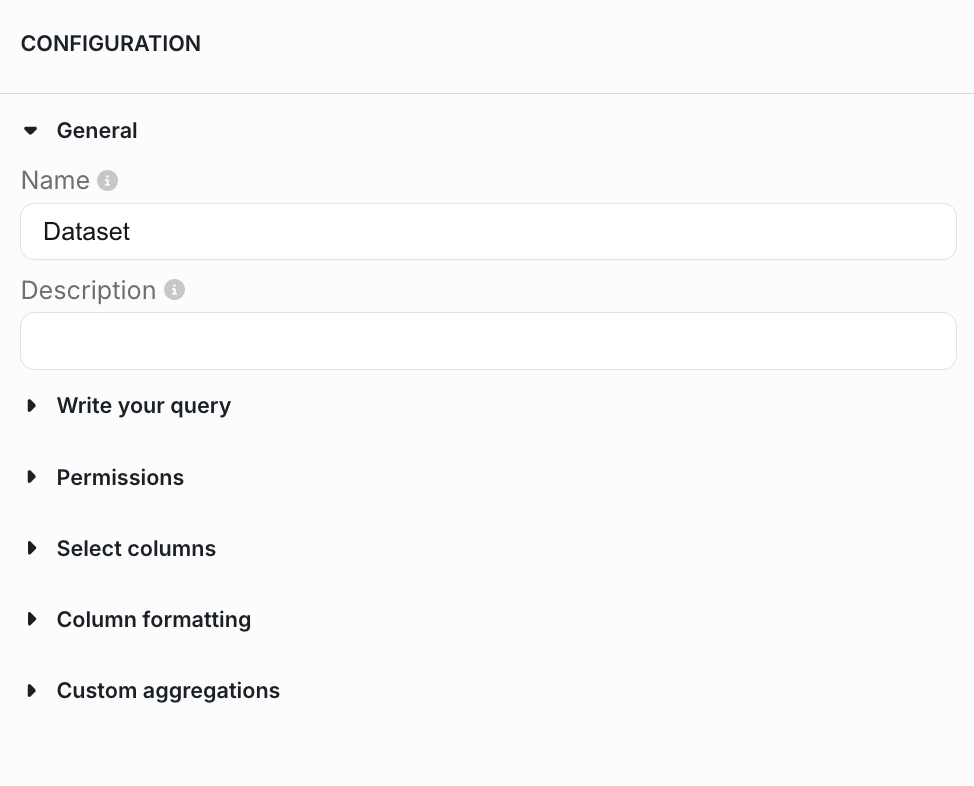 CONFIGURATION
General
Name
Dataset
Description
Write your query
Permissions
Select columns
Column formatting
Custom aggregations